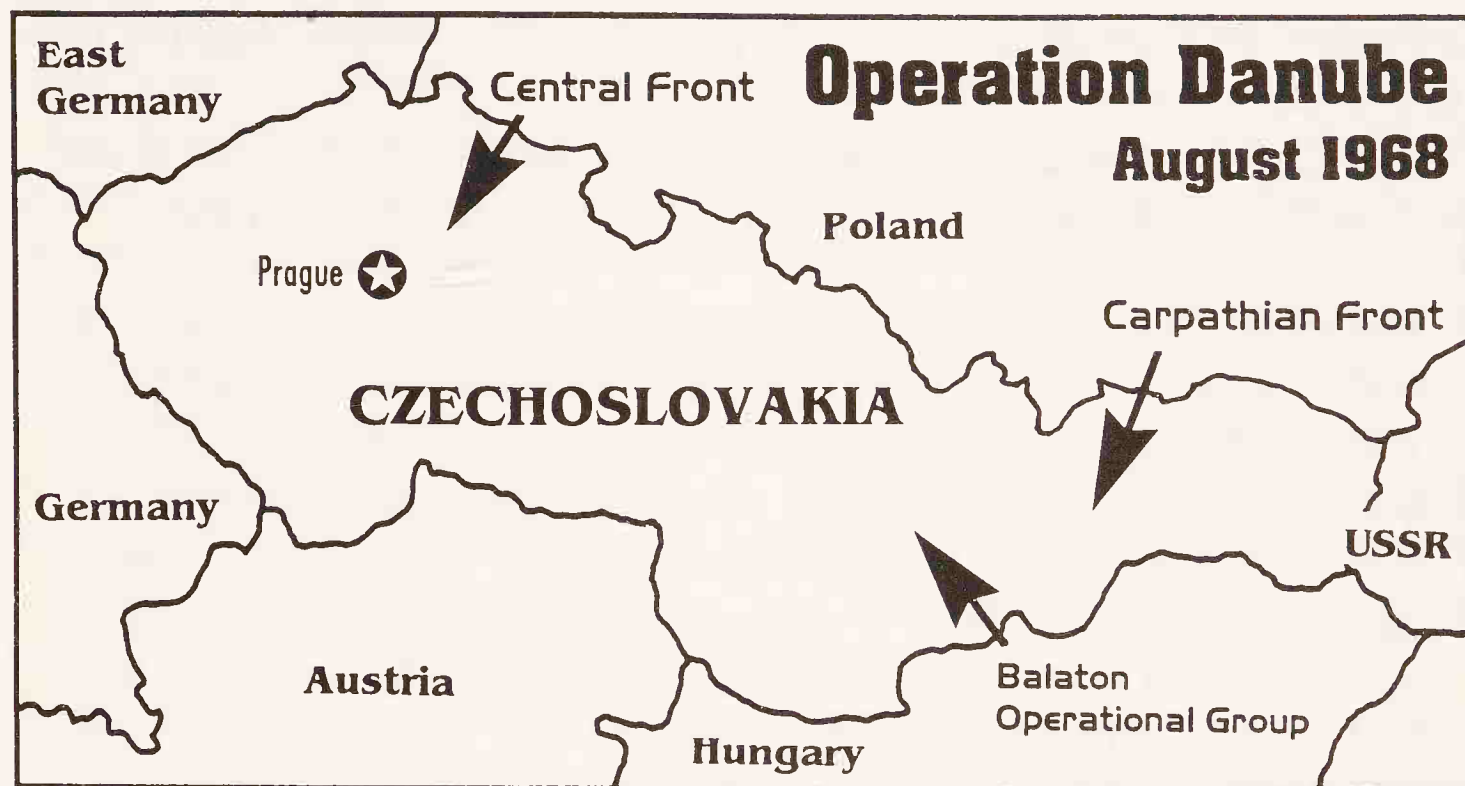 East
Germany
Central Front
Operation Danube
August 1968
Poland
Prague
Carpathian Front
CZECHOSLOVAKIA
Germany
USSR
Austria
Balaton
Operational Group
Hungary